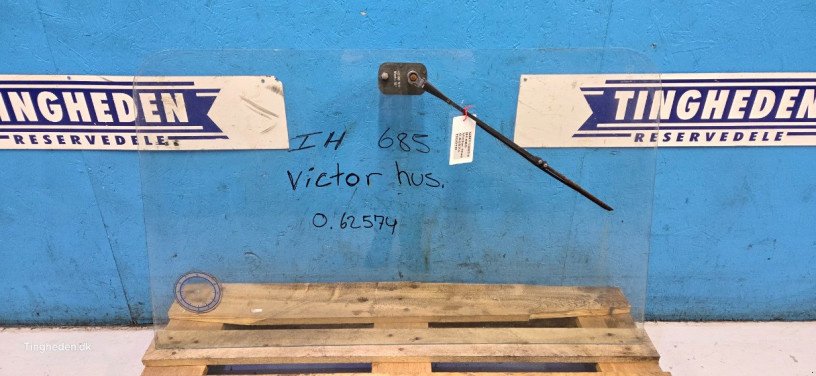 TINGHEDEN
RESERVEDELE
TINGHEDEN
RESERVEDELE
IH 685
Victor hus.
0.62574
Tingheden.dk